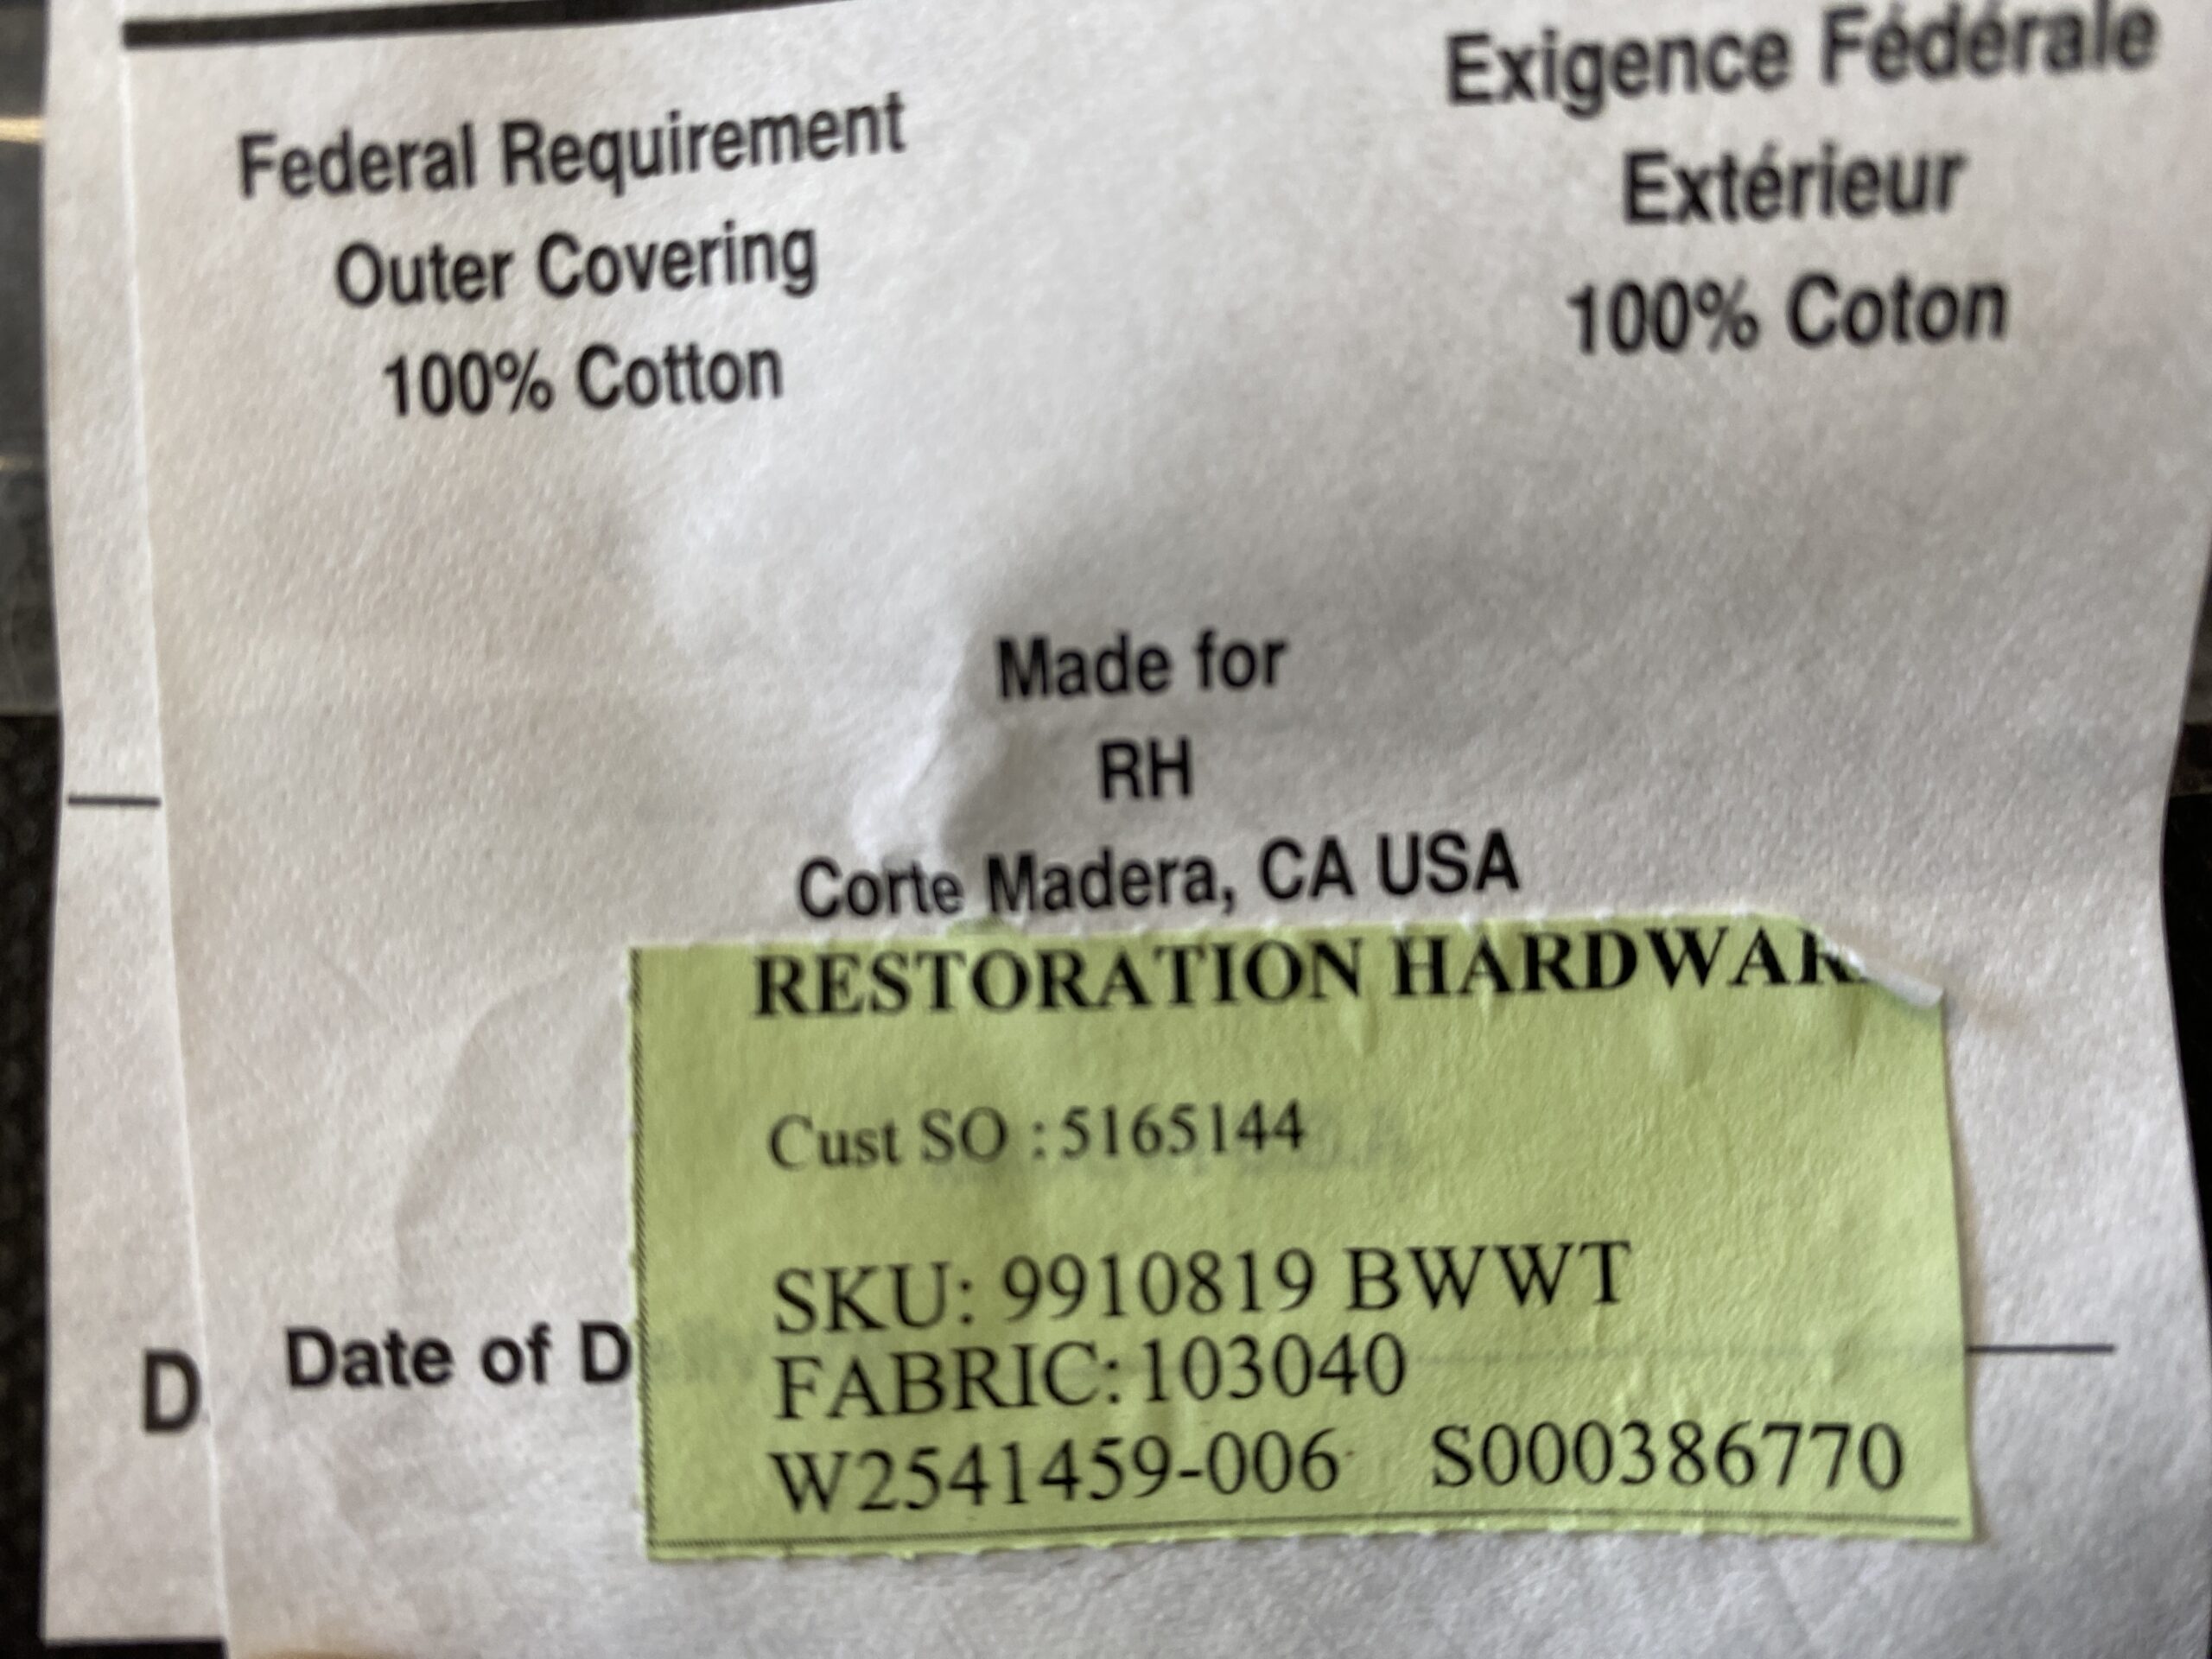 Federal Requirement
Outer Covering
100% Cotton
Exigence Fédérale
Extérieur
100% Coton
Made for
RH
Corte Madera, CA USA
RESTORATION HARDWAR
Cust SO : 5165144
SKU: 9910819 BWWT
FABRIC: 103040
W2541459-006 S000386770
D
Date of D